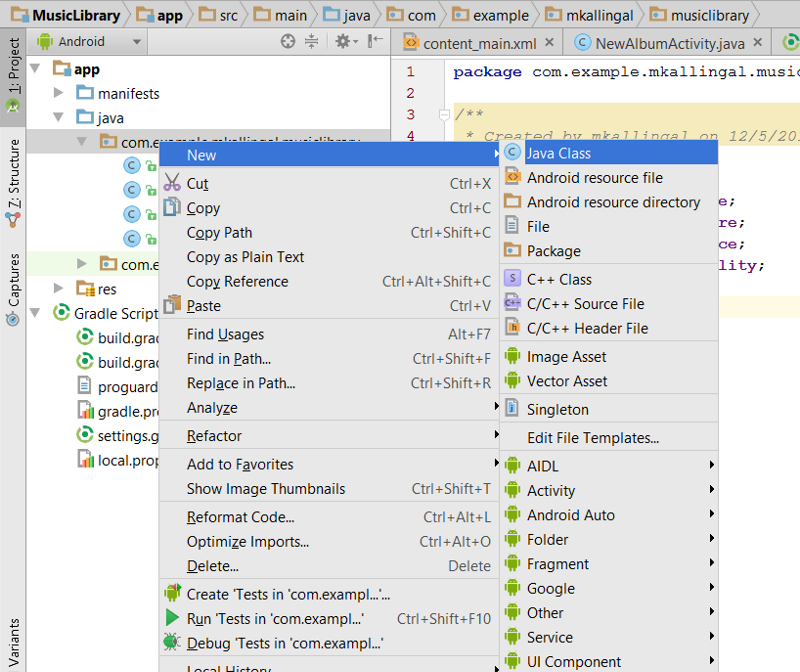 MusicLibrary app src main java com example mkallingal musiclibrary
Android
content_main.xml NewAlbumActivity.java
1: Project
7: Structure
Captures
Variants
app
manifests
java
com.example.mkallingal.musiclibrary
com.e
res
Gradle Script
build.grad
build.grad
proguard
gradle.pr
settings.g
local.prop
1 package com.example.mkallingal.music
2
3 /**
4 * Created by mkallingal on 12/5/20
e;
re;
ce;
lity;
New
Cut Ctrl+X
Copy Ctrl+C
Copy Path Ctrl+Shift+C
Copy as Plain Text
Copy Reference Ctrl+Alt+Shift+C
Paste Ctrl+V
Find Usages Alt+F7
Find in Path... Ctrl+Shift+F
Replace in Path... Ctrl+Shift+R
Analyze
Refactor
Add to Favorites
Show Image Thumbnails Ctrl+Shift+T
Reformat Code... Ctrl+Alt+L
Optimize Imports... Ctrl+Alt+O
Delete... Delete
Create 'Tests in 'com.exampl...'...
Run 'Tests in 'com.exampl...' Ctrl+Shift+F10
Debug 'Tests in 'com.exampl...'
Local History
Java Class
Android resource file
Android resource directory
File
Package
C++ Class
C/C++ Source File
C/C++ Header File
Image Asset
Vector Asset
Singleton
Edit File Templates...
AIDL
Activity
Android Auto
Folder
Fragment
Google
Other
Service
UI Component